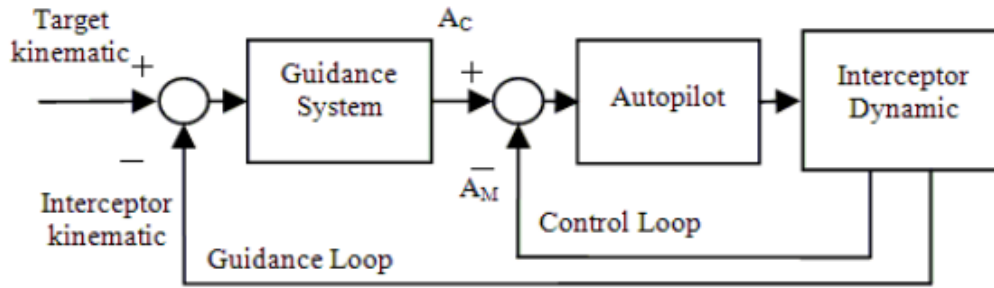 Target
kinematic
+
−
Interceptor
kinematic
Guidance
System
A_C
+
−
A_M
Autopilot
Interceptor
Dynamic
Control Loop
Guidance Loop